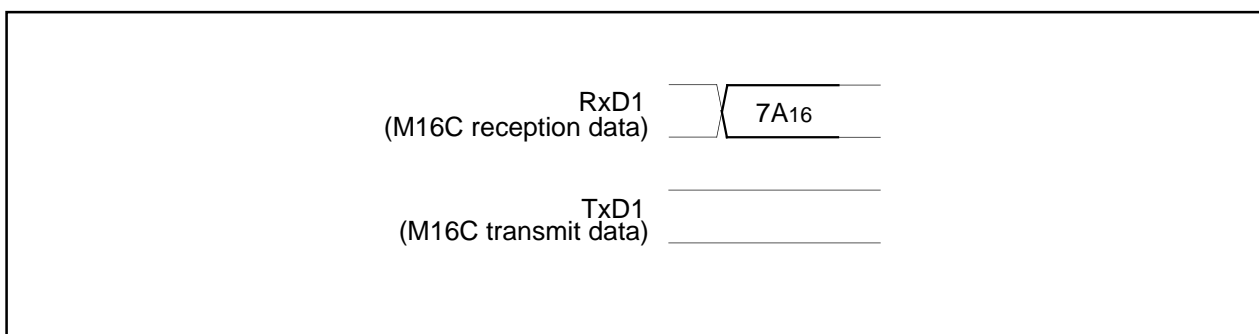 RxD1
(M16C reception data)
7A16
TxD1
(M16C transmit data)